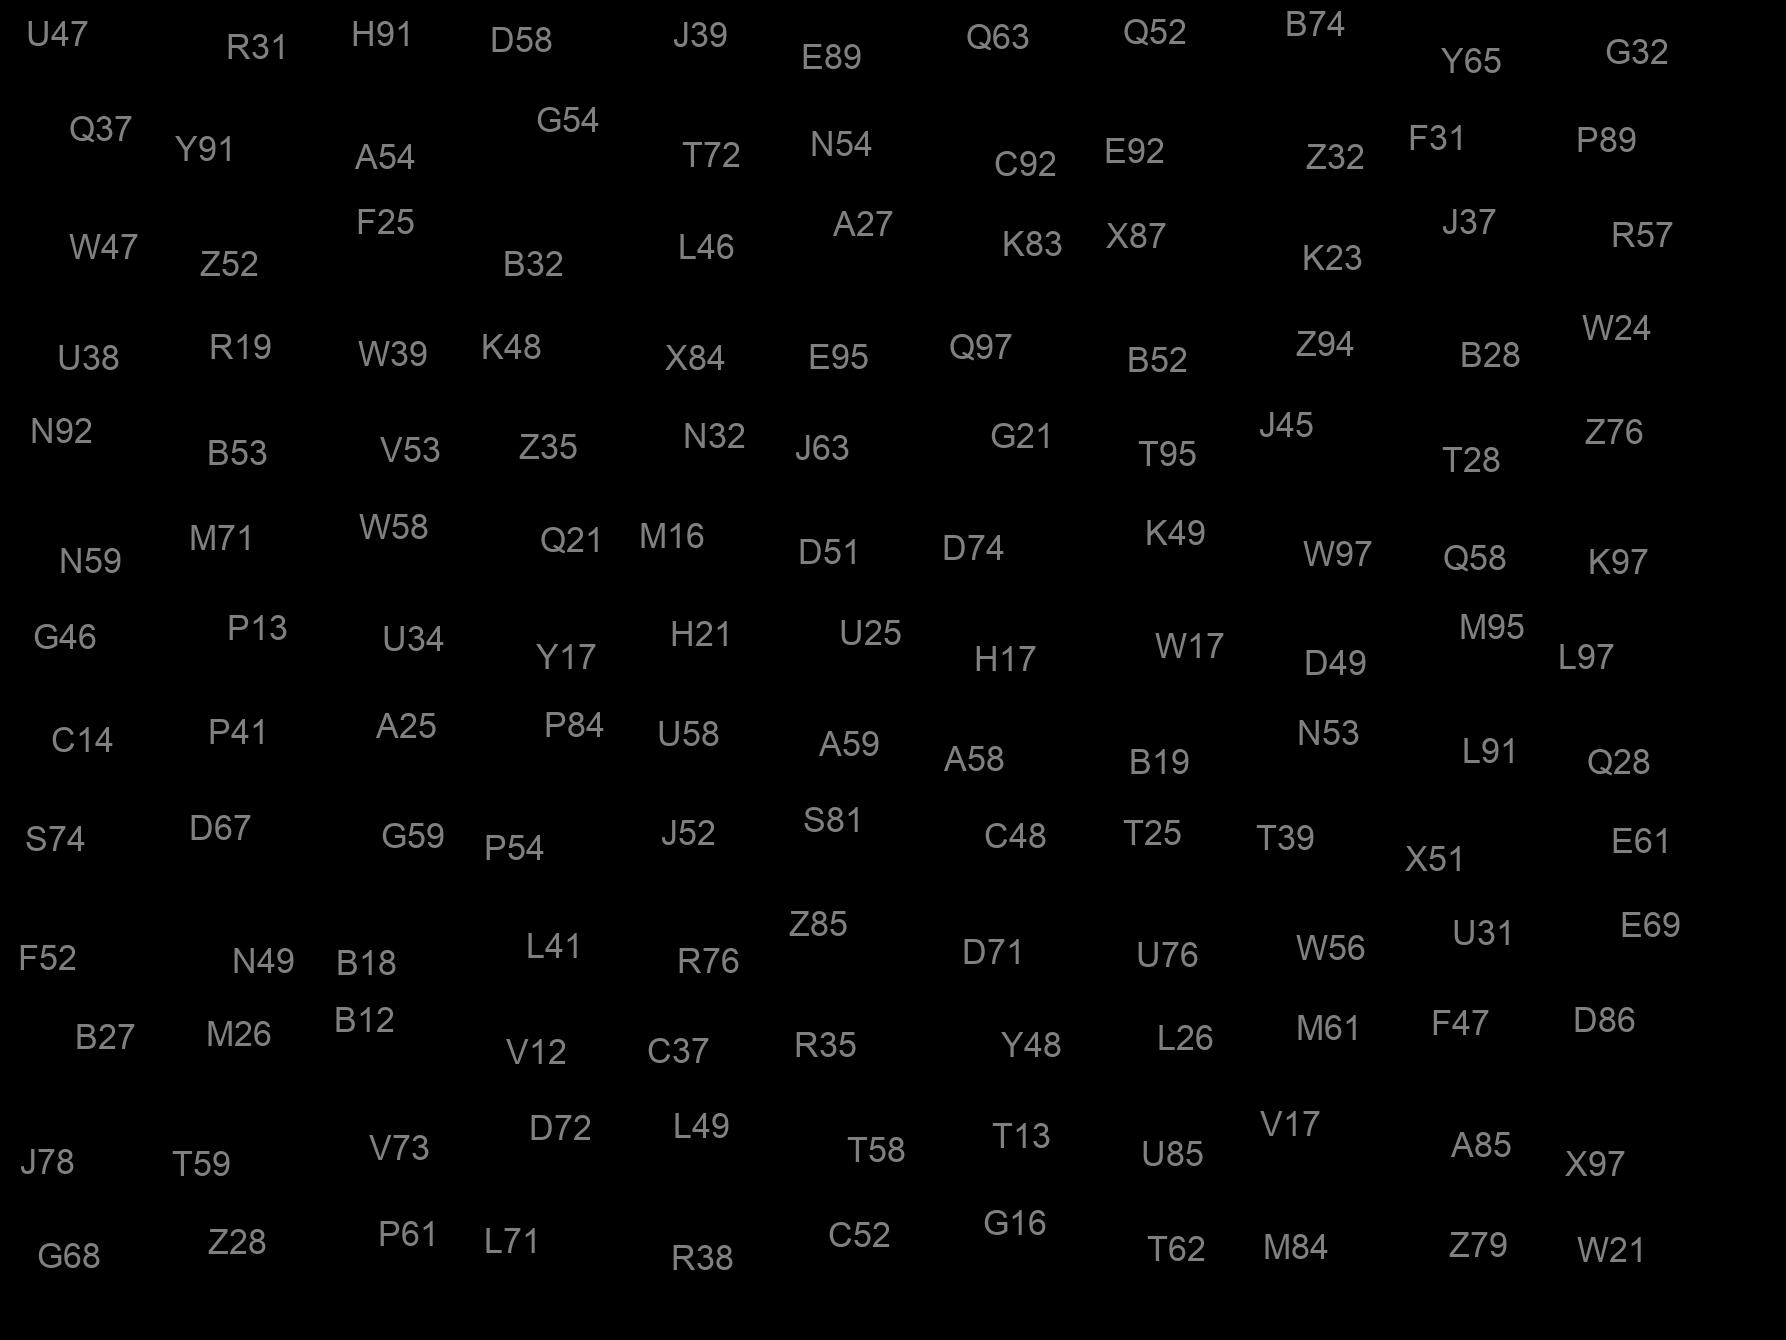 U47 R31 H91 D58 J39 E89 Q63 Q52 B74 Y65 G32
Q37 Y91 A54 G54 T72 N54 C92 E92 Z32 F31 P89
W47 Z52 F25 B32 L46 A27 K83 X87 K23 J37 R57
U38 R19 W39 K48 X84 E95 Q97 B52 Z94 B28 W24
N92 B53 V53 Z35 N32 J63 G21 T95 J45 T28 Z76
N59 M71 W58 Q21 M16 D51 D74 K49 W97 Q58 K97
G46 P13 U34 Y17 H21 U25 H17 W17 D49 M95 L97
C14 P41 A25 P84 U58 A59 A58 B19 N53 L91 Q28
S74 D67 G59 P54 J52 S81 C48 T25 T39 X51 E61
F52 N49 B18 L41 R76 Z85 D71 U76 W56 U31 E69
B27 M26 B12 V12 C37 R35 Y48 L26 M61 F47 D86
J78 T59 V73 D72 L49 T58 T13 U85 V17 A85 X97
G68 Z28 P61 L71 R38 C52 G16 T62 M84 Z79 W21